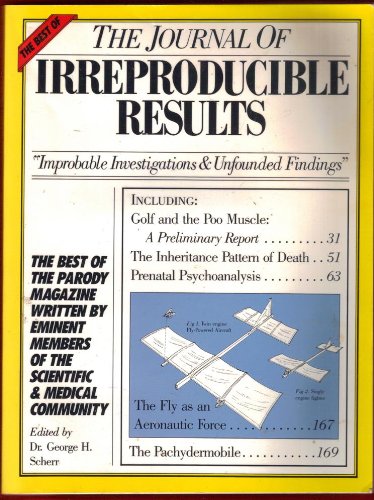 THE BEST OF
THE JOURNAL OF
IRREPRODUCIBLE
RESULTS
"Improbable Investigations & Unfounded Findings"
THE BEST OF
THE PARODY
MAGAZINE
WRITTEN BY
EMINENT
MEMBERS
OF THE
SCIENTIFIC
& MEDICAL
COMMUNITY
Edited by
Dr. George H.
Scherr
INCLUDING:
Golf and the Poo Muscle:
A Preliminary Report ......... 31
The Inheritance Pattern of Death .. 51
Prenatal Psychoanalysis ........ 63
Fig 1: Twin engine
Fly-Powered Aircraft
Fig 2: Single
engine fighter
The Fly as an
Aeronautic Force ........... 167
The Pachydermobile ........... 169